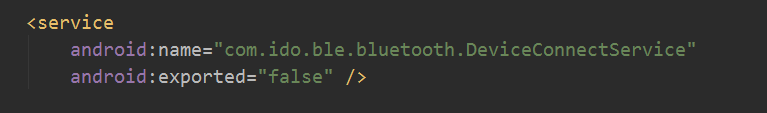 <service
android:name="com.ido.ble.bluetooth.DeviceConnectService"
android:exported="false" />